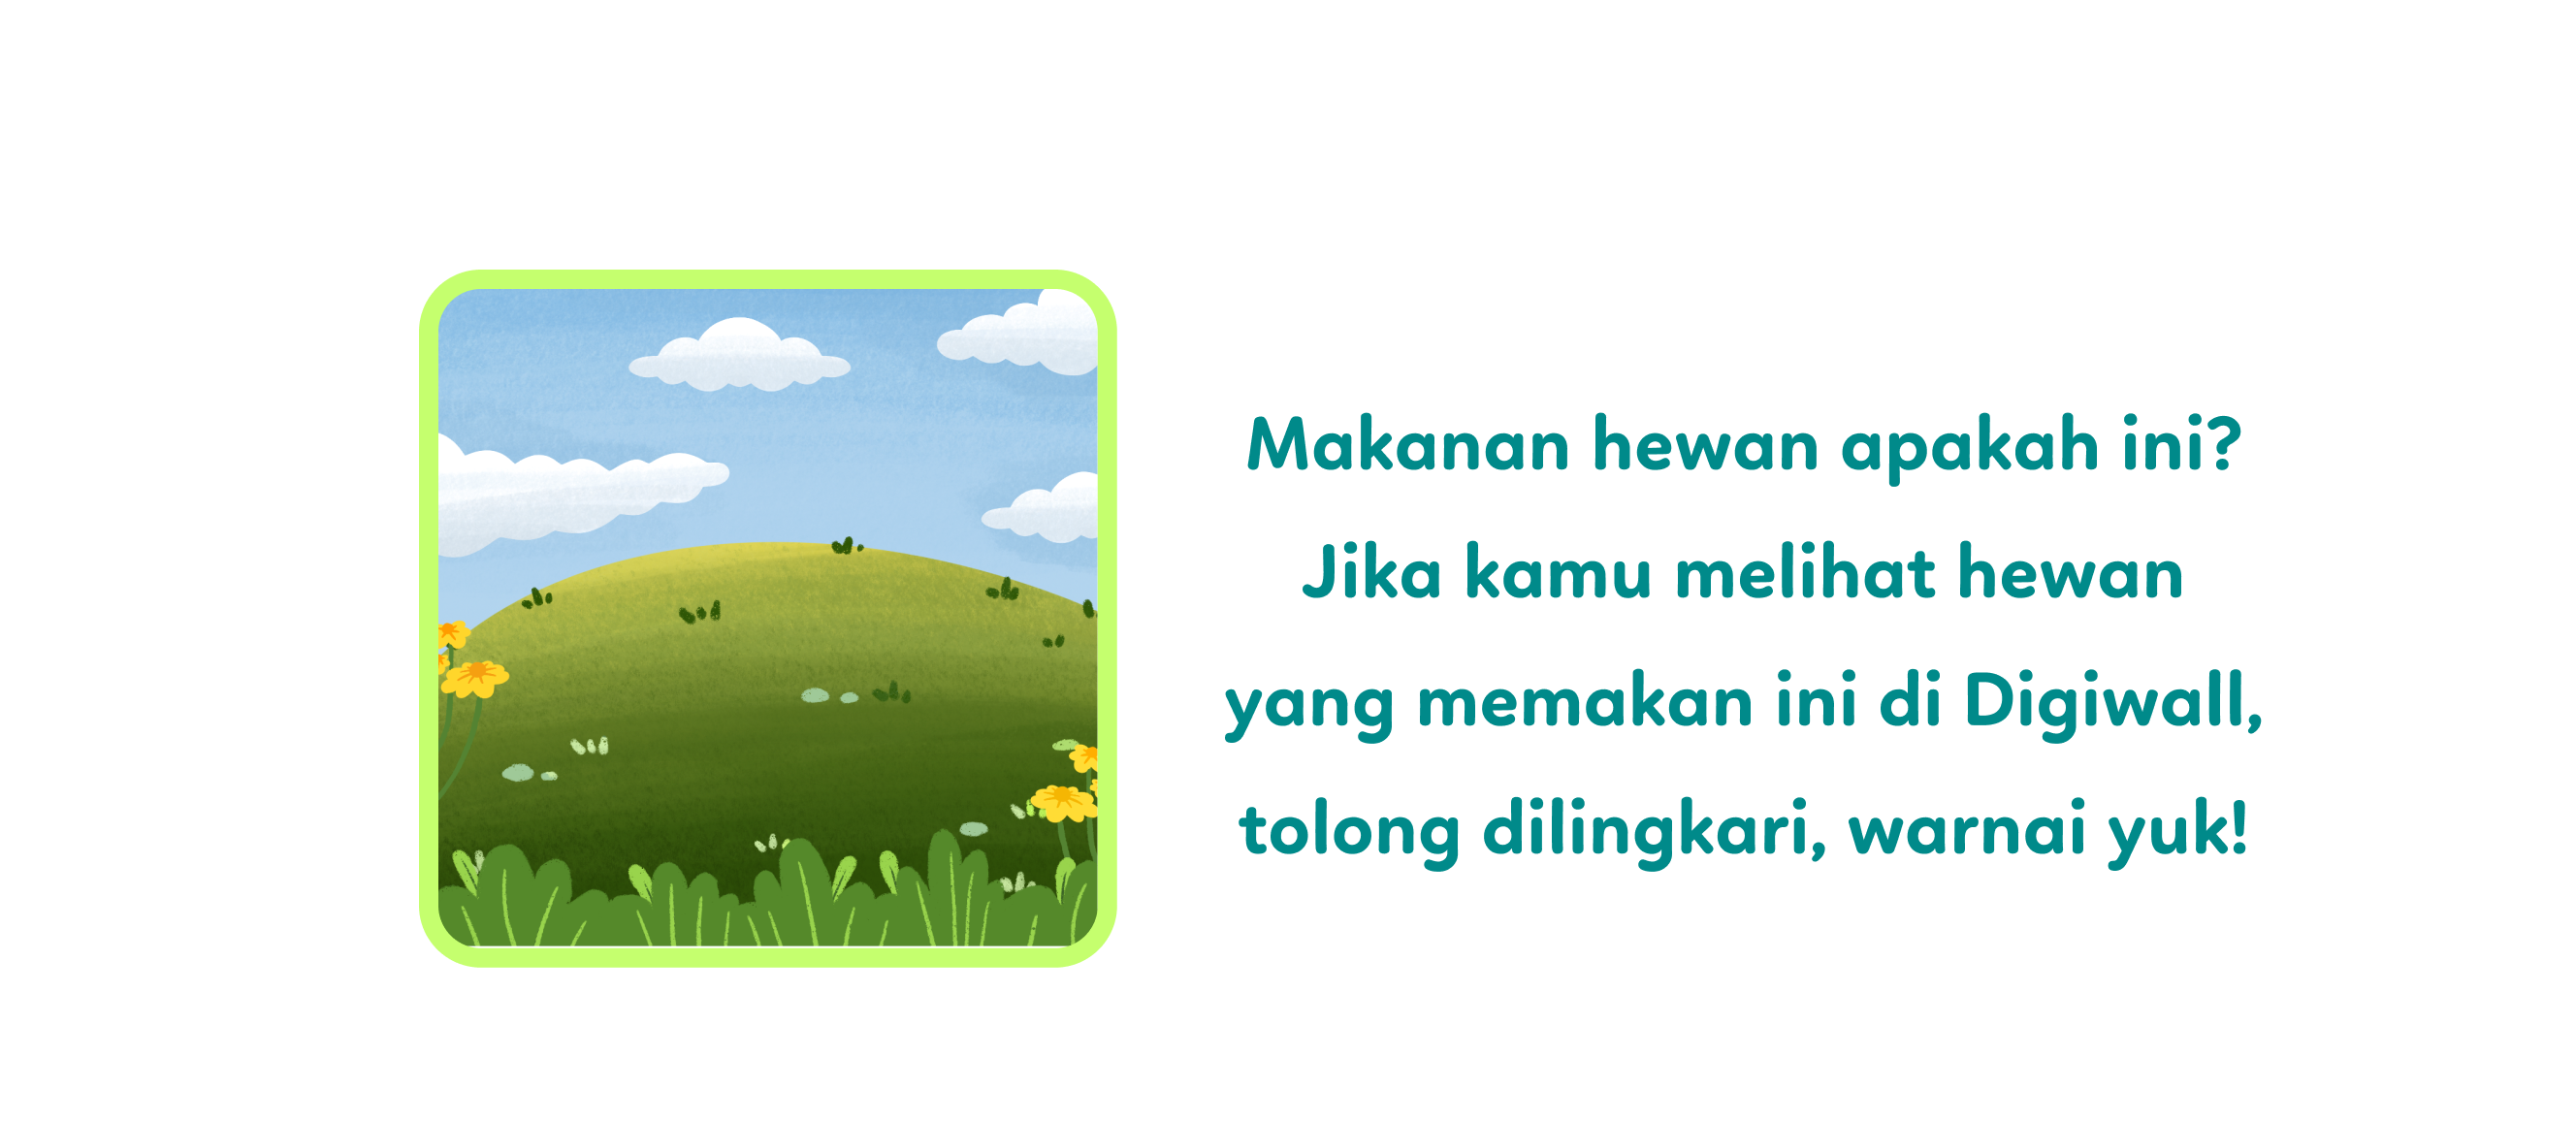 Makanan hewan apakah ini?
Jika kamu melihat hewan
yang memakan ini di Digiwall,
tolong dilingkari, warnai yuk!